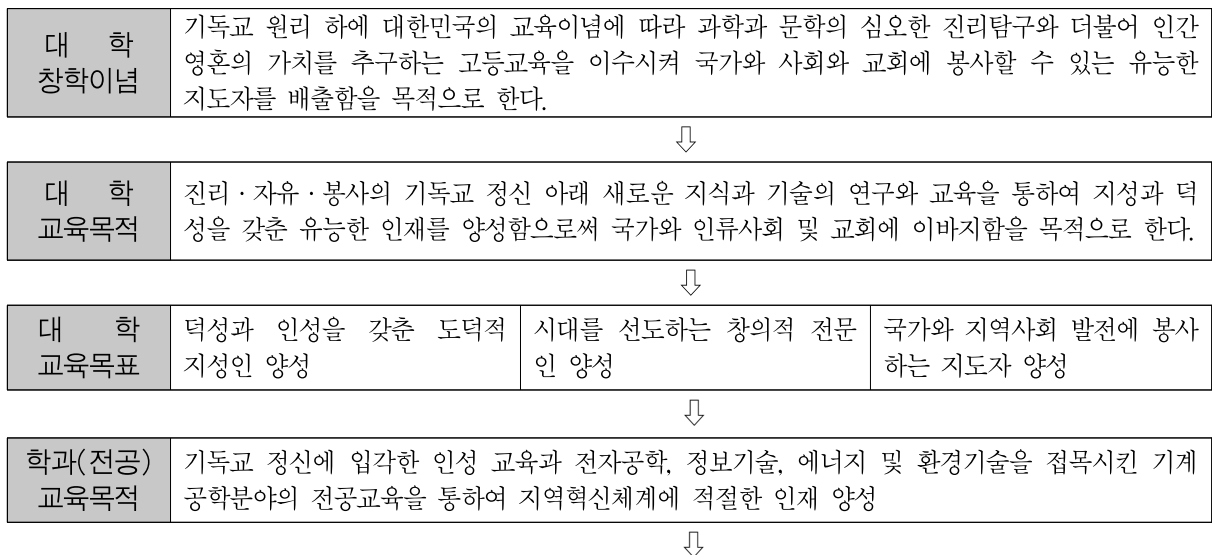 대 학
창학이념
기독교 원리 하에 대한민국의 교육이념에 따라 과학과 문학의 심오한 진리탐구와 더불어 인간
영혼의 가치를 추구하는 고등교육을 이수시켜 국가와 사회와 교회에 봉사할 수 있는 유능한
지도자를 배출함을 목적으로 한다.
⇩
대 학
교육목적
진리·자유·봉사의 기독교 정신 아래 새로운 지식과 기술의 연구와 교육을 통하여 지성과 덕
성을 갖춘 유능한 인재를 양성함으로써 국가와 인류사회 및 교회에 이바지함을 목적으로 한다.
⇩
대 학
교육목표
덕성과 인성을 갖춘 도덕적
지성인 양성
시대를 선도하는 창의적 전문
인 양성
국가와 지역사회 발전에 봉사
하는 지도자 양성
⇩
학과(전공)
교육목적
기독교 정신에 입각한 인성 교육과 전자공학, 정보기술, 에너지 및 환경기술을 접목시킨 기계
공학분야의 전공교육을 통하여 지역혁신체계에 적절한 인재 양성
⇩